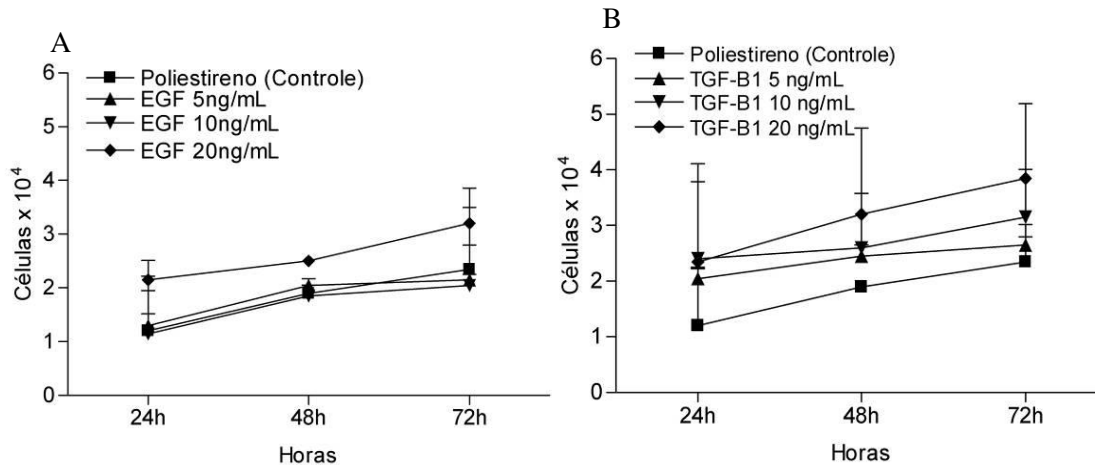 A
Poliestireno (Controle)
EGF 5ng/mL
EGF 10ng/mL
EGF 20ng/mL
Células x 10⁴
6
5
4
3
2
1
0
24h
48h
72h
Horas
B
Poliestireno (Controle)
TGF-B1 5 ng/mL
TGF-B1 10 ng/mL
TGF-B1 20 ng/mL
Células x 10⁴
6
5
4
3
2
1
0
24h
48h
72h
Horas